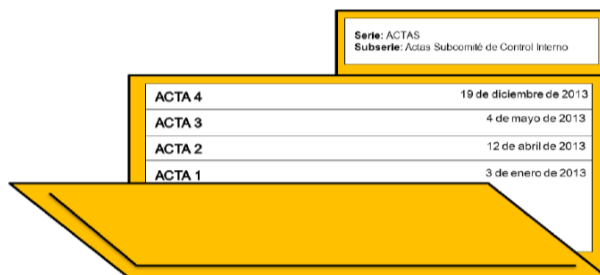 Serie: ACTAS
Subserie: Actas Subcomité de Control Interno
ACTA 4 19 de diciembre de 2013
ACTA 3 4 de mayo de 2013
ACTA 2 12 de abril de 2013
ACTA 1 3 de enero de 2013